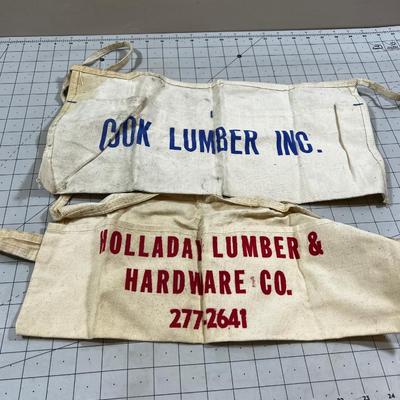 COOK LUMBER INC.
HOLLADAY LUMBER &
HARDWARE CO.
277-2641